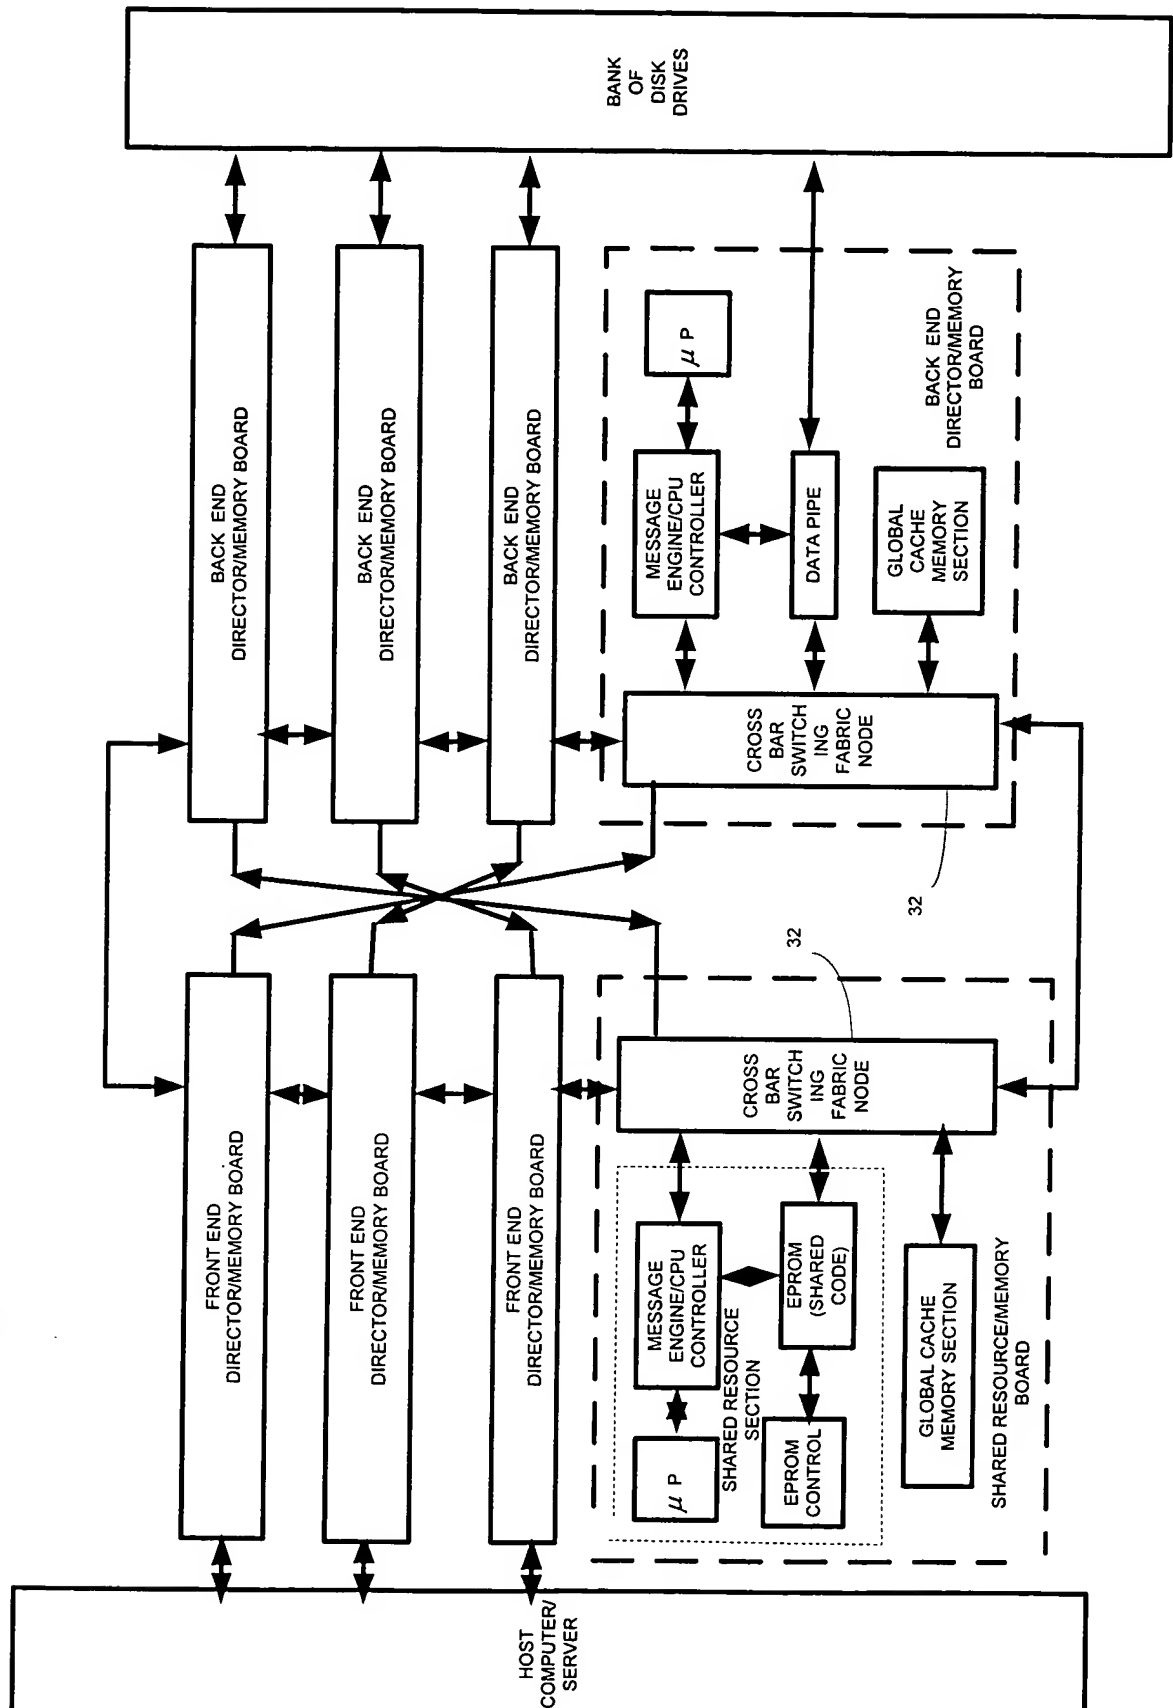 BANK
OF
DISK
DRIVES
BACK END
DIRECTOR/MEMORY BOARD
BACK END
DIRECTOR/MEMORY BOARD
BACK END
DIRECTOR/MEMORY BOARD
μ P
MESSAGE
ENGINE/CPU
CONTROLLER
DATA PIPE
GLOBAL
CACHE
MEMORY
SECTION
BACK END
DIRECTOR/MEMORY
BOARD
CROSS
BAR
SWITCH
ING
FABRIC
NODE
32
32
FRONT END
DIRECTOR/MEMORY BOARD
FRONT END
DIRECTOR/MEMORY BOARD
FRONT END
DIRECTOR/MEMORY BOARD
CROSS
BAR
SWITCH
ING
FABRIC
NODE
MESSAGE
ENGINE/CPU
CONTROLLER
EPROM
(SHARED
CODE)
SHARED RESOURCE
SECTION
μ P
EPROM
CONTROL
GLOBAL CACHE
MEMORY SECTION
SHARED RESOURCE/MEMORY
BOARD
HOST
COMPUTER/
SERVER